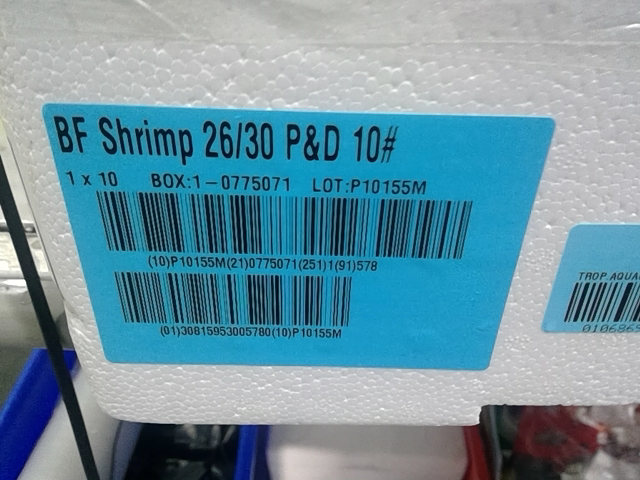 BF Shrimp 26/30 P&D 10#
1 x 10 BOX:1-0775071 LOT:P10155M
(10)P10155M(21)0775071(251)1(91)578
(01)30815953005780(10)P10155M
TROP AQUA
010686